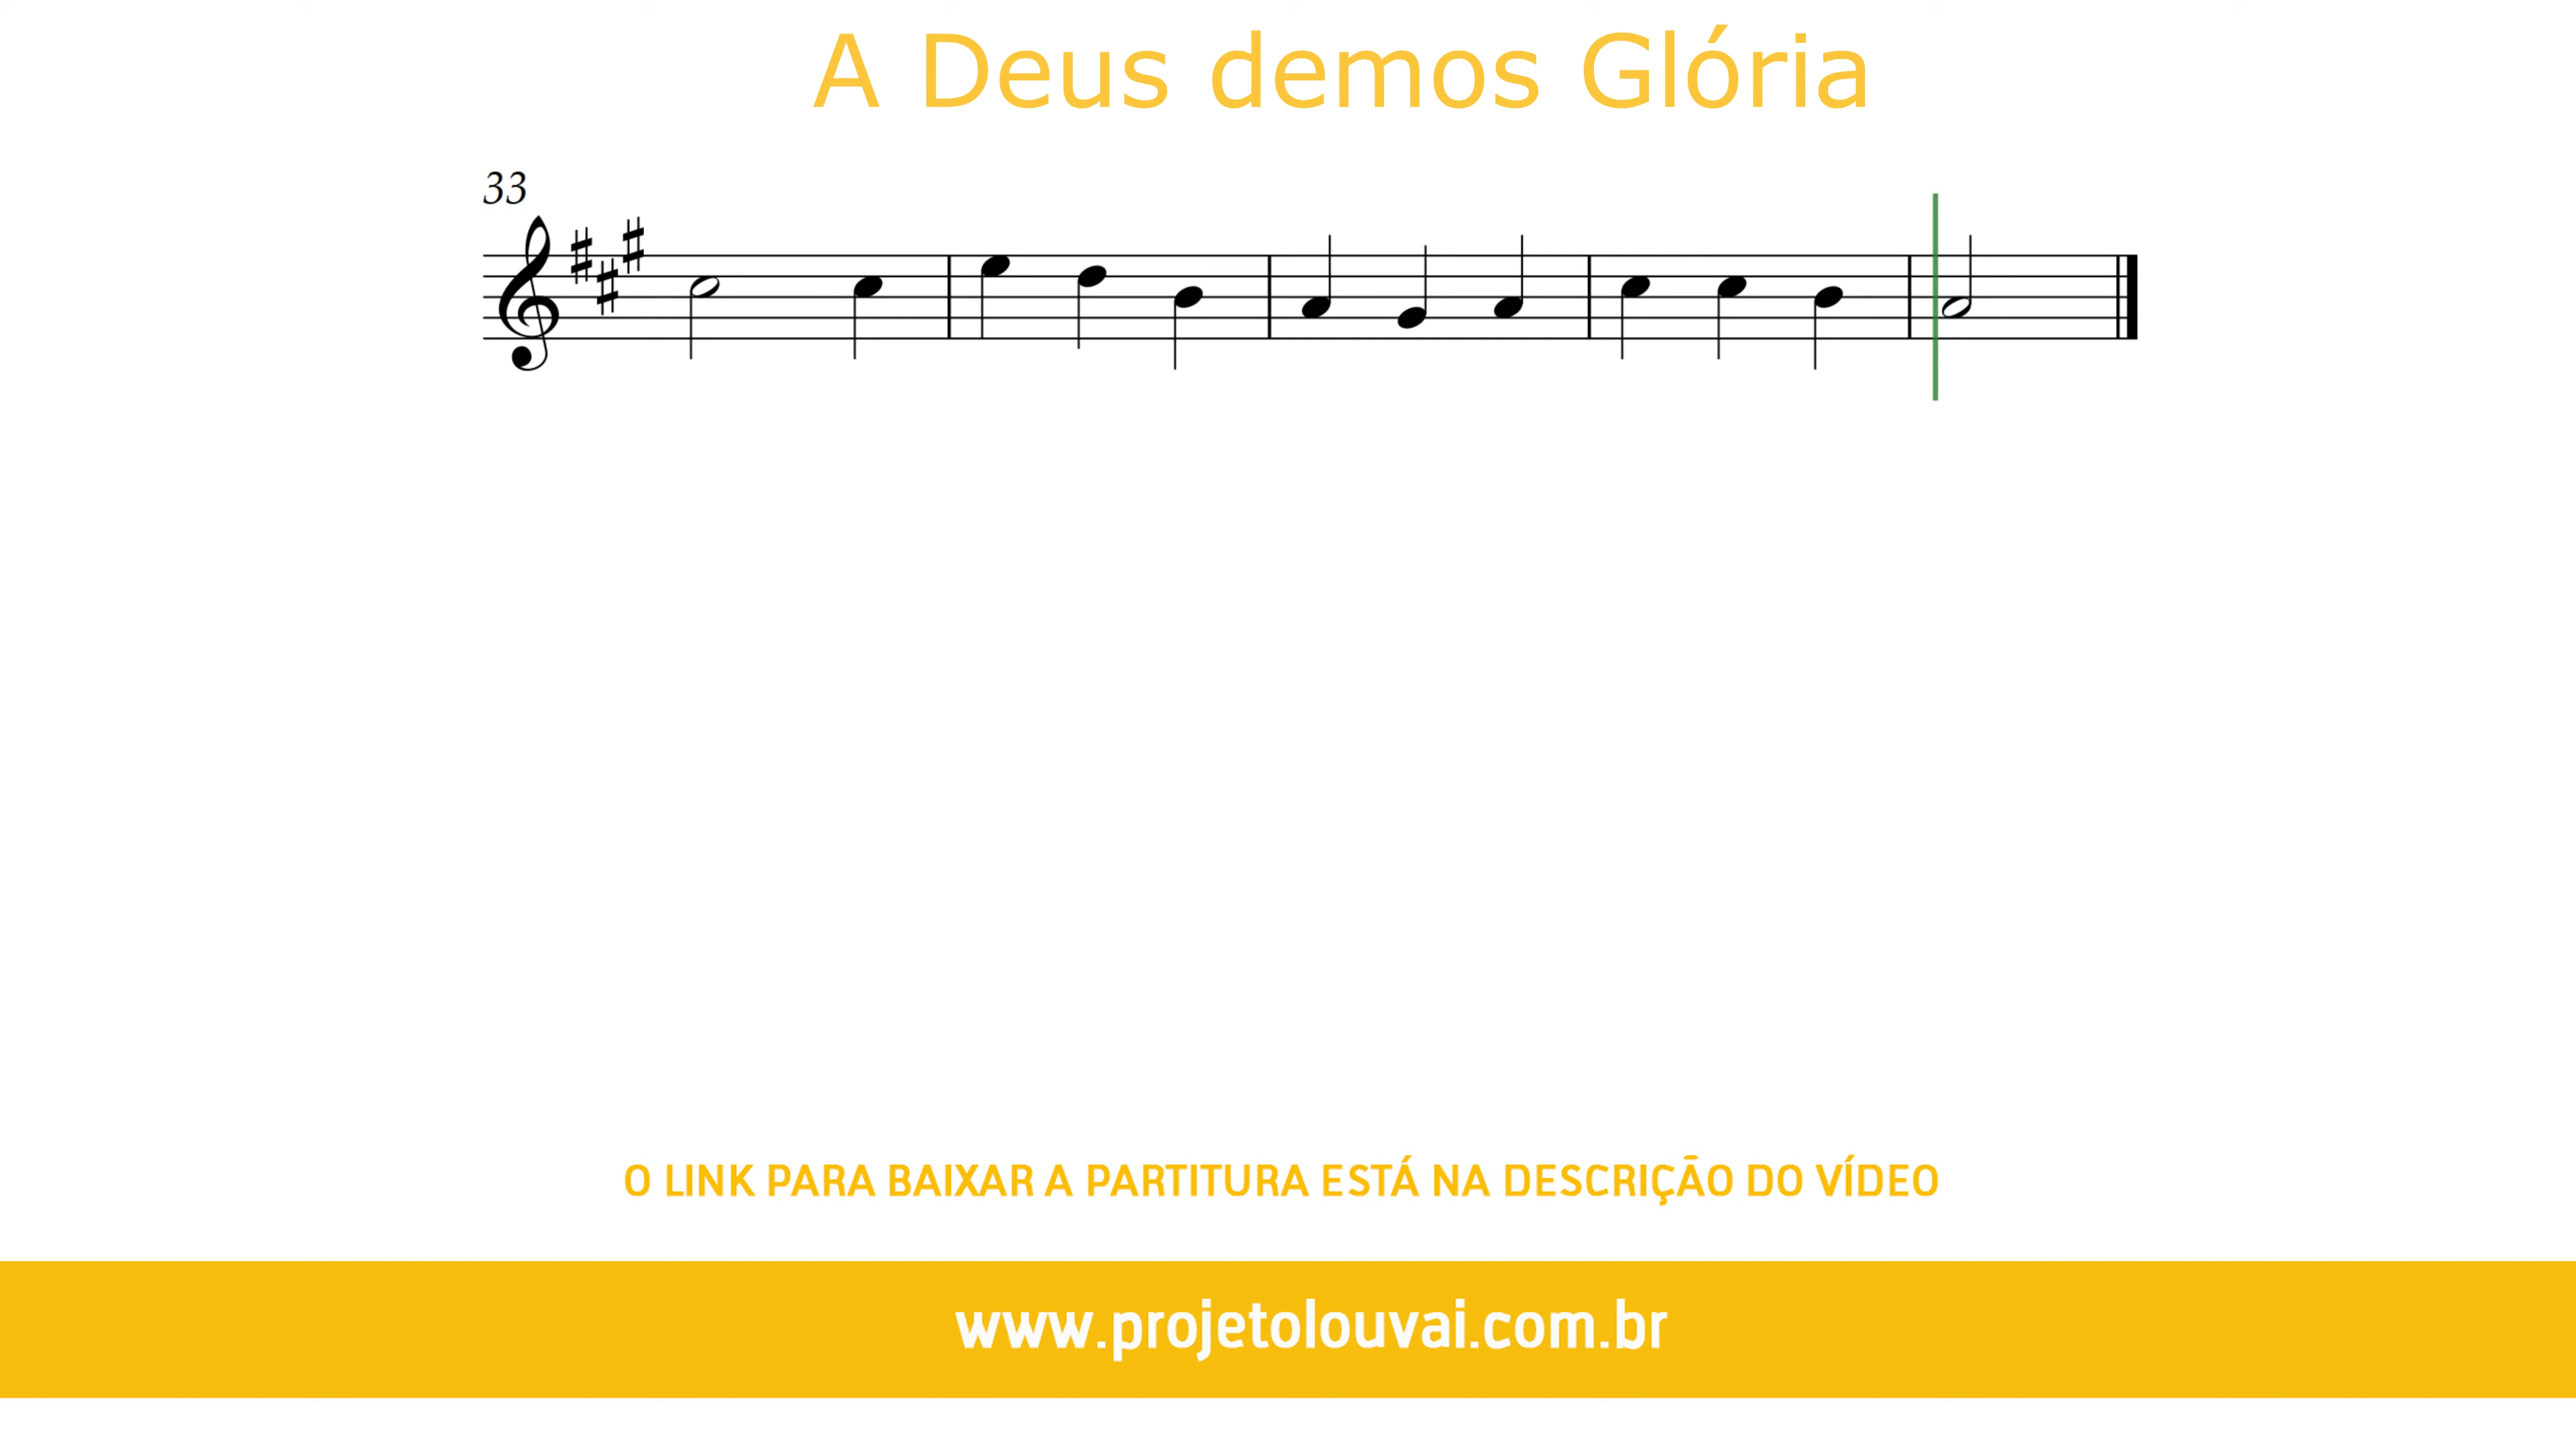 A Deus demos Glória
33
O LINK PARA BAIXAR A PARTITURA ESTÁ NA DESCRIÇÃO DO VÍDEO
www.projetolouvai.com.br